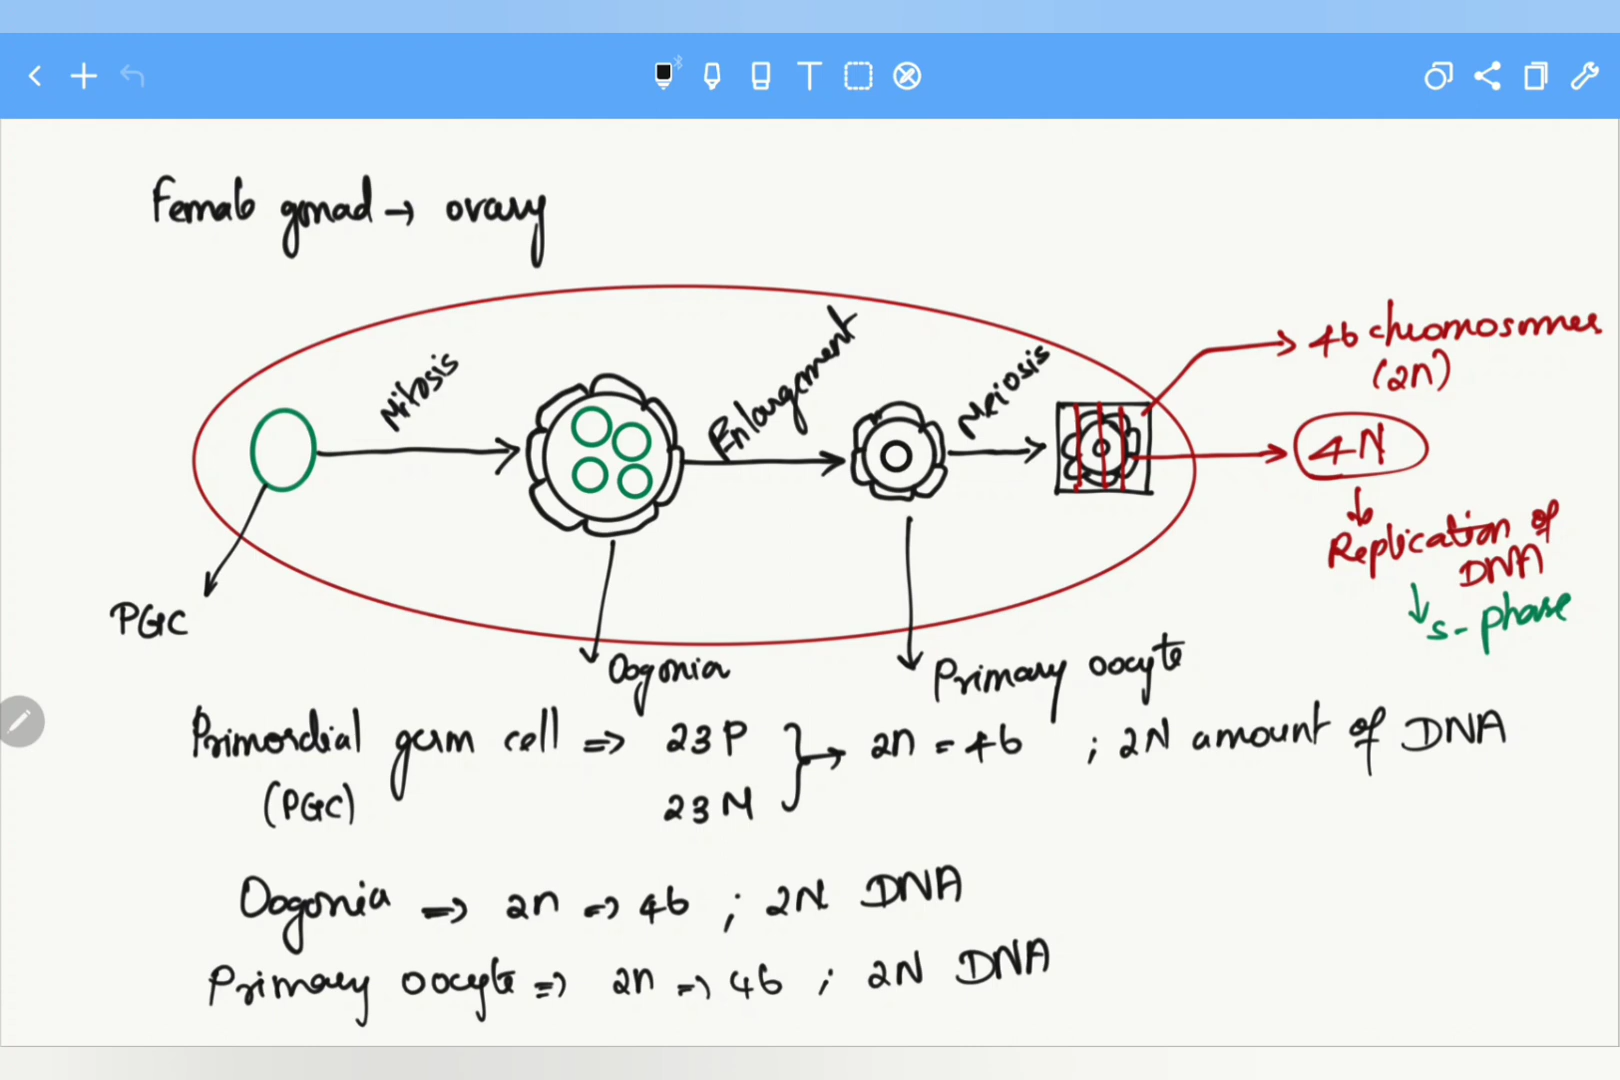 Female gonad → ovary
Mitosis
Enlargement
Meiosis
46 chromosomes
(2n)
4N
↓
Replication of
DNA
↓ S-phase
PGC
Oogonia
Primary oocyte
Primordial germ cell ⇒ 23 P } → 2n = 46 ; 2N amount of DNA
(PGC) 23 M
Oogonia ⇒ 2n ⇒ 46 ; 2N DNA
Primary oocyte ⇒ 2n ⇒ 46 ; 2N DNA